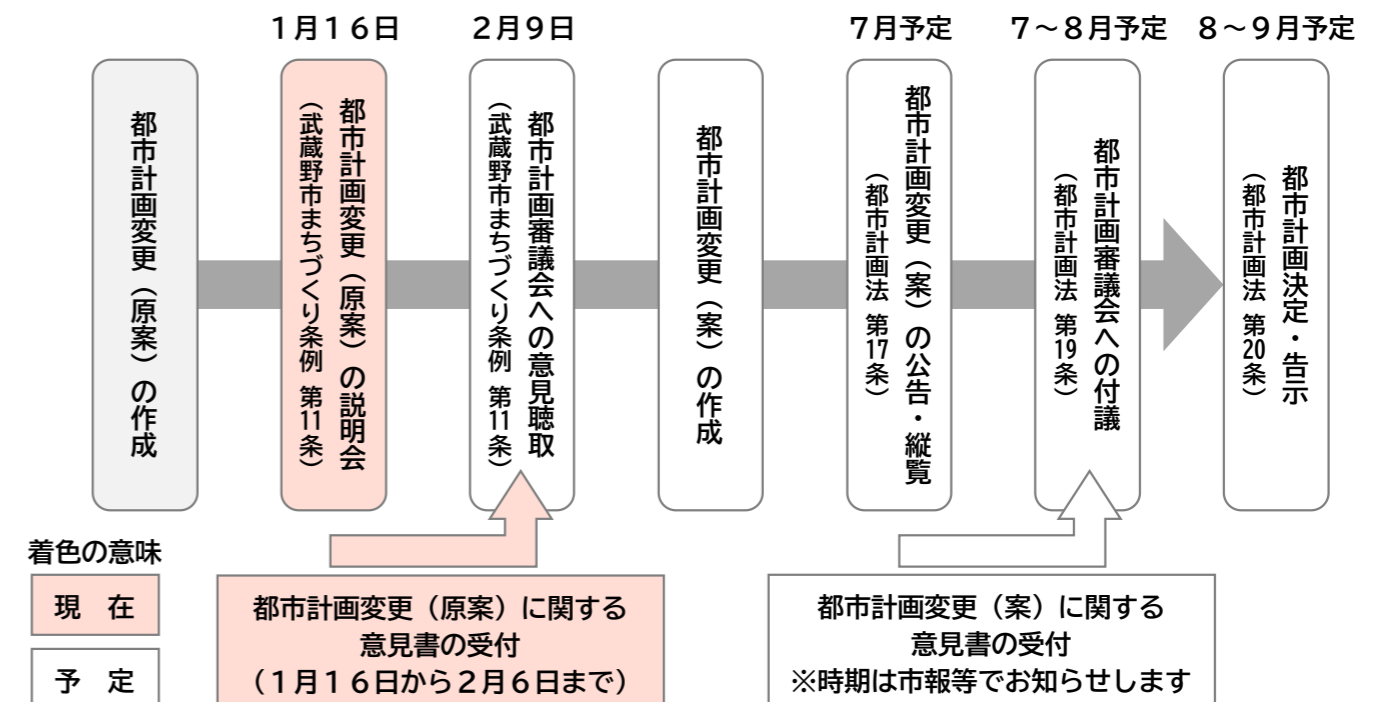 1月16日
2月9日
7月予定
7～8月予定
8～9月予定
都市計画変更（原案）の作成
都市計画変更（原案）の説明会
（武蔵野市まちづくり条例 第11条）
都市計画審議会への意見聴取
（武蔵野市まちづくり条例 第11条）
都市計画変更（案）の作成
都市計画変更（案）の公告・縦覧
（都市計画法 第17条）
都市計画審議会への付議
（都市計画法 第19条）
都市計画決定・告示
（都市計画法 第20条）
着色の意味
現 在
予 定
都市計画変更（原案）に関する
意見書の受付
（1月16日から2月6日まで）
都市計画変更（案）に関する
意見書の受付
※時期は市報等でお知らせします